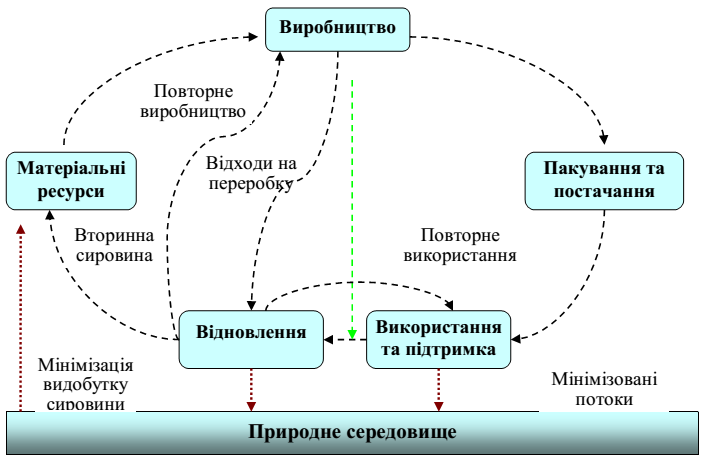 Виробництво
Повторне
виробництво
Відходи на
переробку
Матеріальні
ресурси
Пакування та
постачання
Вторинна
сировина
Повторне
використання
Відновлення
Використання
та підтримка
Мінімізація
видобутку
сировини
Мінімізовані
потоки
Природне середовище